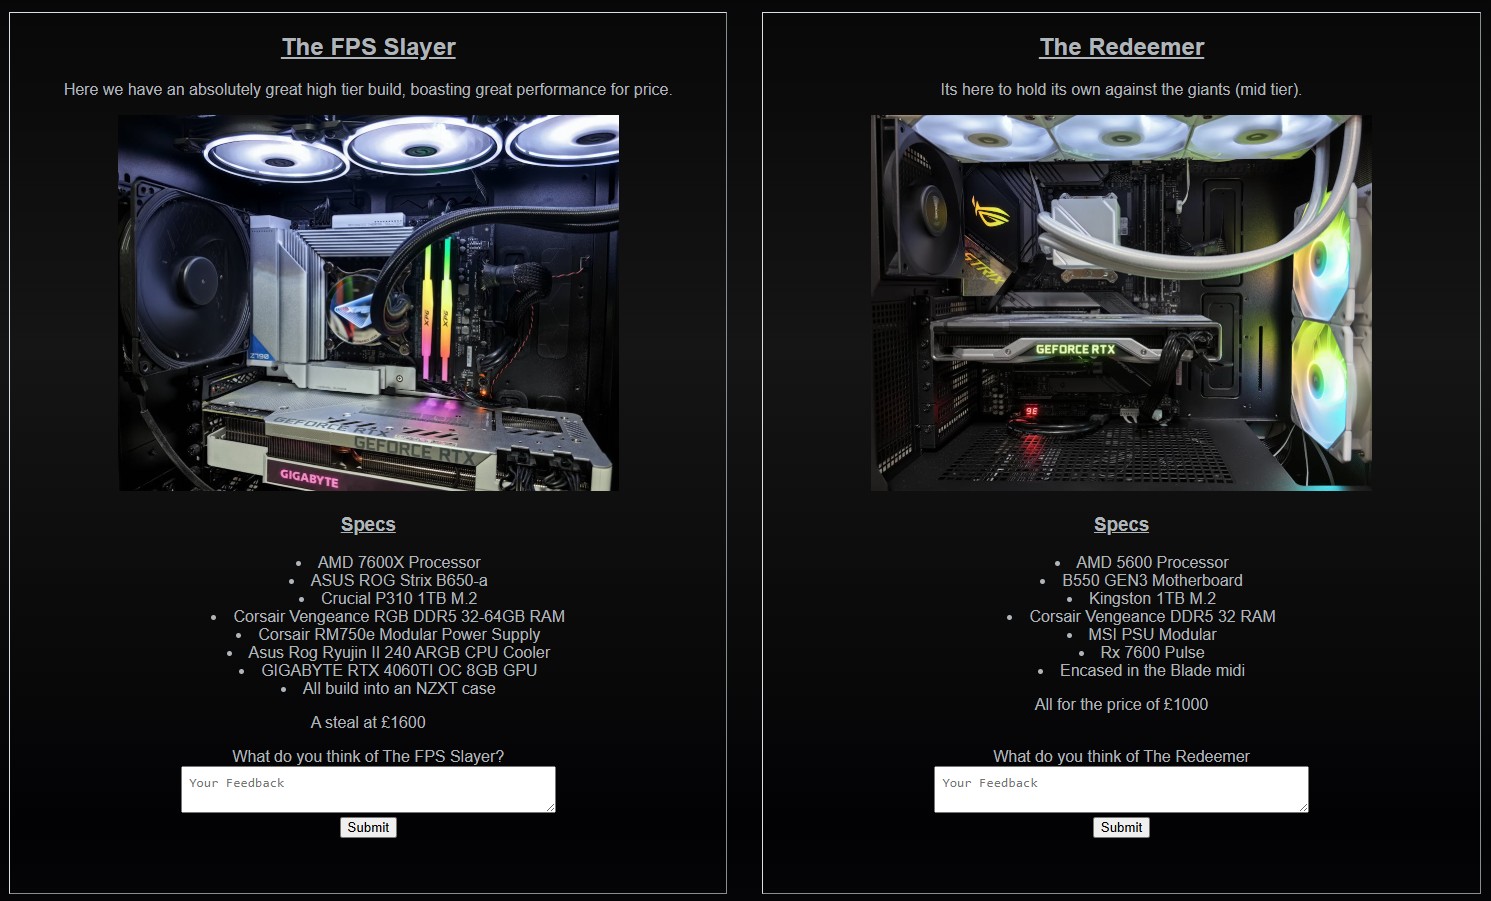 The FPS Slayer
Here we have an absolutely great high tier build, boasting great performance for price.
Z790
XPG
XPG
GEFORCE RTX
GEFORCE RTX
GIGABYTE
Specs
AMD 7600X Processor
ASUS ROG Strix B650-a
Crucial P310 1TB M.2
Corsair Vengeance RGB DDR5 32-64GB RAM
Corsair RM750e Modular Power Supply
Asus Rog Ryujin II 240 ARGB CPU Cooler
GIGABYTE RTX 4060TI OC 8GB GPU
All build into an NZXT case
A steal at £1600
What do you think of The FPS Slayer?
Your Feedback
Submit
The Redeemer
Its here to hold its own against the giants (mid tier).
STRIX
GEFORCE RTX
Specs
AMD 5600 Processor
B550 GEN3 Motherboard
Kingston 1TB M.2
Corsair Vengeance DDR5 32 RAM
MSI PSU Modular
Rx 7600 Pulse
Encased in the Blade midi
All for the price of £1000
What do you think of The Redeemer
Your Feedback
Submit